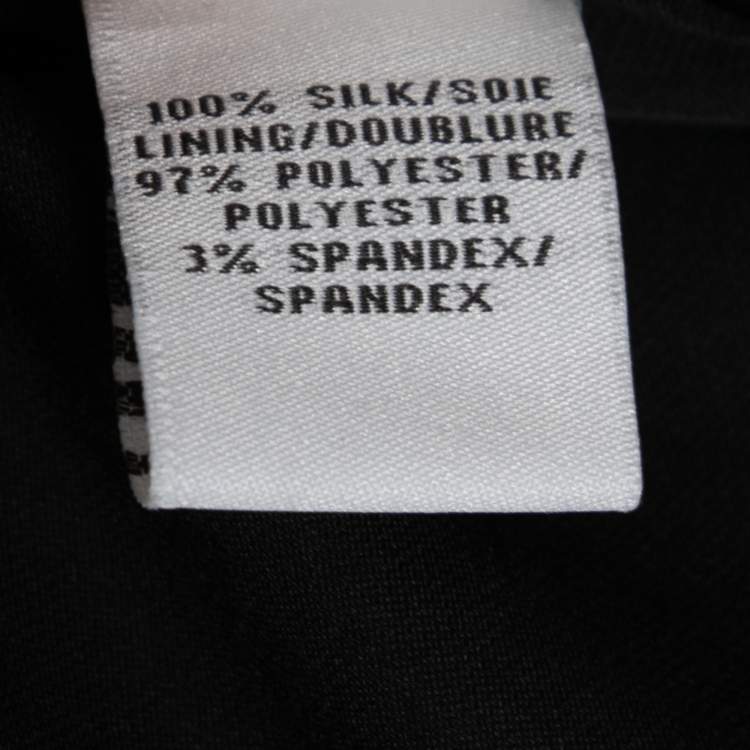 100% SILK/SOIE
LINING/DOUBLURE
97% POLYESTER/
POLYESTER
3% SPANDEX/
SPANDEX